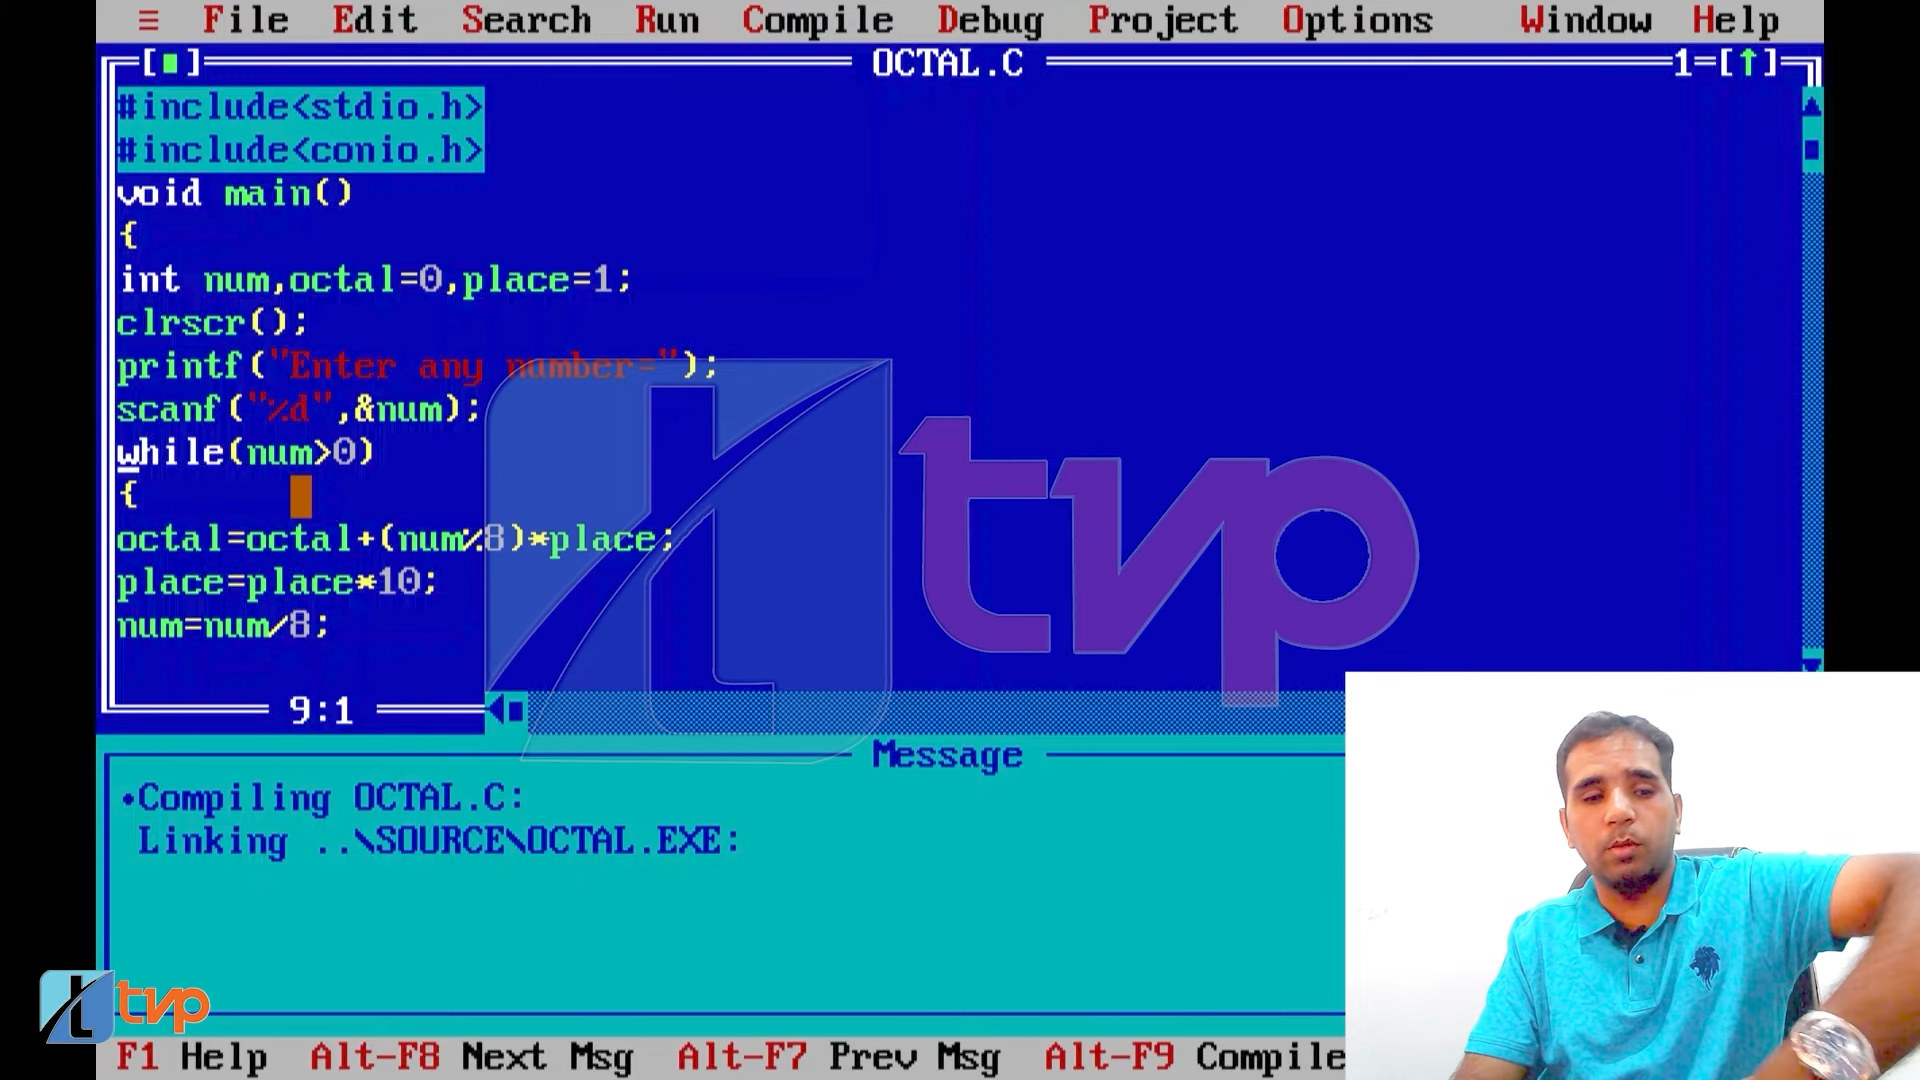 ≡ File Edit Search Run Compile Debug Project Options Window Help
[■] OCTAL.C 1=[↑]
#include<stdio.h>
#include<conio.h>
void main()
{
int num,octal=0,place=1;
clrscr();
printf("Enter any number=");
scanf("%d",&num);
while(num>0)
{
octal=octal+(num%8)*place;
place=place*10;
num=num/8;
9:1
tvp
Message
•Compiling OCTAL.C:
Linking ..\SOURCE\OCTAL.EXE:
tvp
F1 Help Alt-F8 Next Msg Alt-F7 Prev Msg Alt-F9 Compile